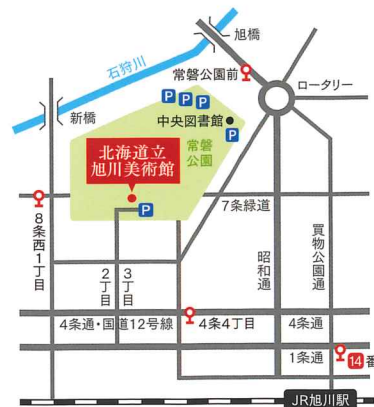 旭橋
石狩川
常磐公園前
ロータリー
新橋
P P P
中央図書館
P
北海道立
旭川美術館
常磐
公園
P
7条緑道
8条西1丁目
2丁目
3丁目
昭和通
買物公園通
4条通・国道12号線
4条4丁目
4条通
1条通
14番
JR旭川駅